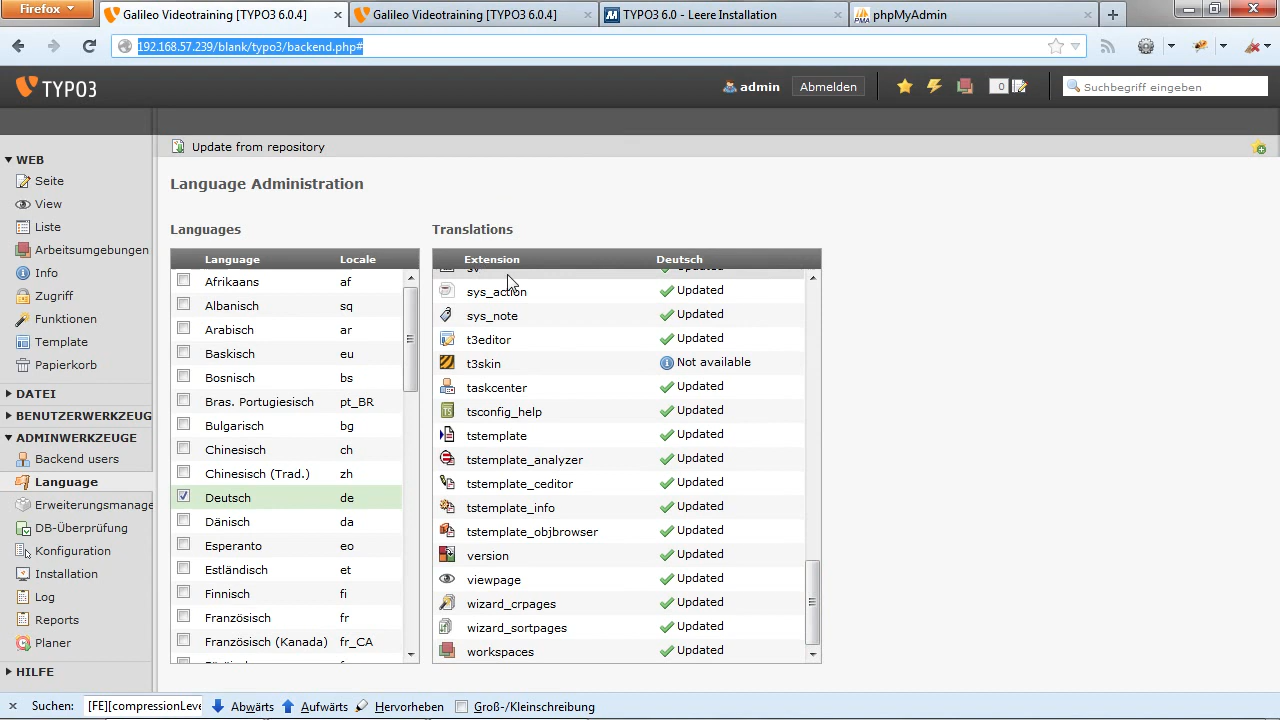 Firefox
Galileo Videotraining [TYPO3 6.0.4]
Galileo Videotraining [TYPO3 6.0.4]
TYPO3 6.0 - Leere Installation
phpMyAdmin
192.168.57.239/blank/typo3/backend.php#
TYPO3
admin
Abmelden
0
Suchbegriff eingeben
Update from repository
WEB
Seite
View
Liste
Arbeitsumgebungen
Info
Zugriff
Funktionen
Template
Papierkorb
DATEI
BENUTZERWERKZEUG
ADMINWERKZEUGE
Backend users
Language
Erweiterungsmanage
DB-Überprüfung
Konfiguration
Installation
Log
Reports
Planer
HILFE
Language Administration
Languages
Language Locale
Afrikaans af
Albanisch sq
Arabisch ar
Baskisch eu
Bosnisch bs
Bras. Portugiesisch pt_BR
Bulgarisch bg
Chinesisch ch
Chinesisch (Trad.) zh
Deutsch de
Dänisch da
Esperanto eo
Estländisch et
Finnisch fi
Französisch fr
Französisch (Kanada) fr_CA
Translations
Extension Deutsch
sv Updated
sys_action Updated
sys_note Updated
t3editor Updated
t3skin Not available
taskcenter Updated
tsconfig_help Updated
tstemplate Updated
tstemplate_analyzer Updated
tstemplate_ceditor Updated
tstemplate_info Updated
tstemplate_objbrowser Updated
version Updated
viewpage Updated
wizard_crpages Updated
wizard_sortpages Updated
workspaces Updated
Suchen: [FE][compressionLeve Abwärts Aufwärts Hervorheben Groß-/Kleinschreibung